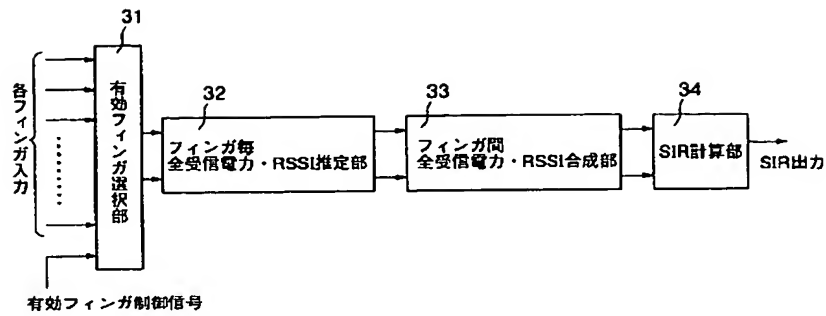 31
各フィンガ入力
有効フィンガ選択部
32
フィンガ毎
全受信電力・RSSI推定部
33
フィンガ間
全受信電力・RSSI合成部
34
SIR計算部
SIR出力
有効フィンガ制御信号